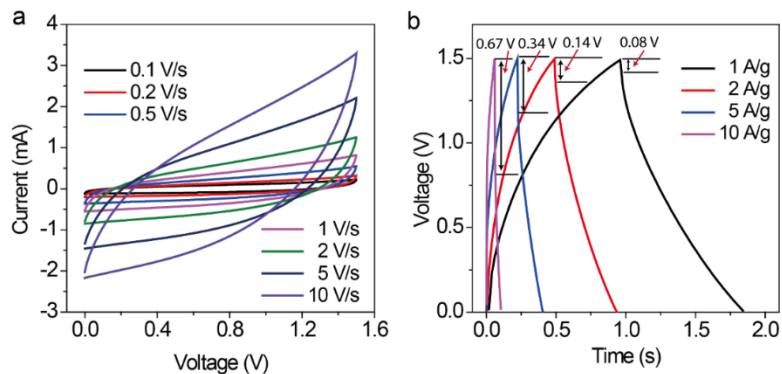 a
Current (mA)
4
3
2
1
0
-1
-2
-3
0.1 V/s
0.2 V/s
0.5 V/s
1 V/s
2 V/s
5 V/s
10 V/s
0.0 0.4 0.8 1.2 1.6
Voltage (V)
b
Voltage (V)
1.5
1.0
0.5
0.0
0.67 V 0.34 V 0.14 V 0.08 V
1 A/g
2 A/g
5 A/g
10 A/g
0.0 0.5 1.0 1.5 2.0
Time (s)